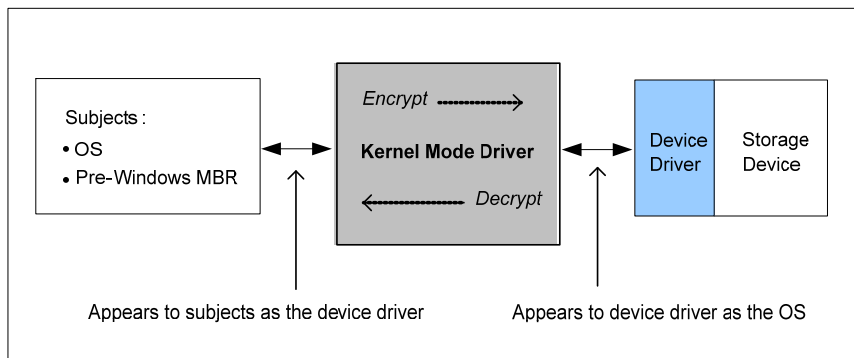 Subjects :
• OS
• Pre-Windows MBR
Encrypt
Kernel Mode Driver
Decrypt
Device
Driver
Storage
Device
Appears to subjects as the device driver
Appears to device driver as the OS